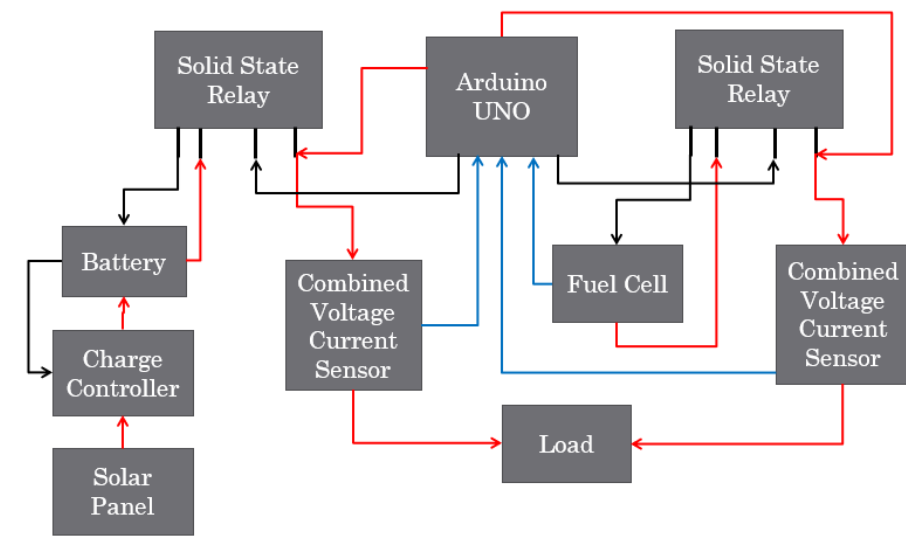 Solid State
Relay
Arduino
UNO
Solid State
Relay
Battery
Combined
Voltage
Current
Sensor
Fuel Cell
Combined
Voltage
Current
Sensor
Charge
Controller
Load
Solar
Panel